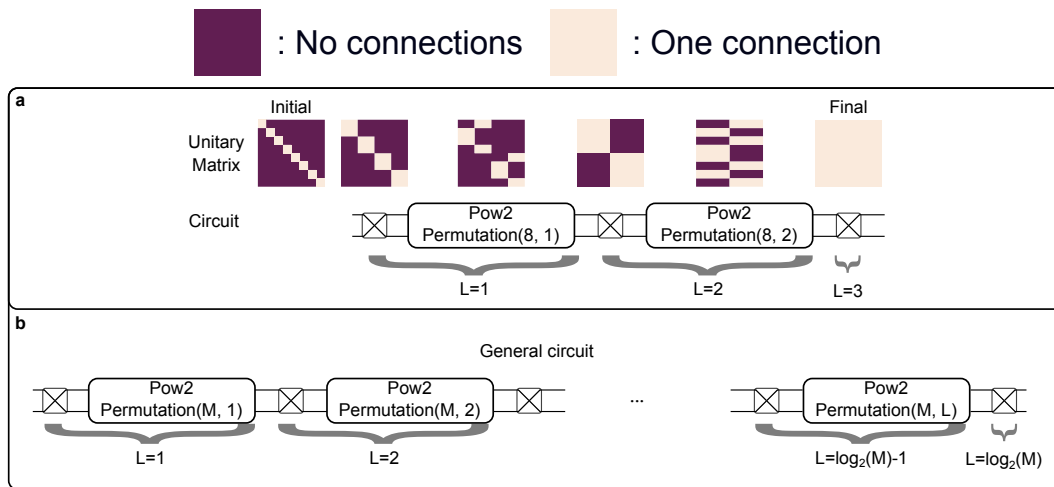 : No connections
: One connection
a
Initial
Final
Unitary
Matrix
Circuit
Pow2
Permutation(8, 1)
Pow2
Permutation(8, 2)
L=1
L=2
L=3
b
General circuit
Pow2
Permutation(M, 1)
Pow2
Permutation(M, 2)
...
Pow2
Permutation(M, L)
L=1
L=2
L=log₂(M)-1
L=log₂(M)